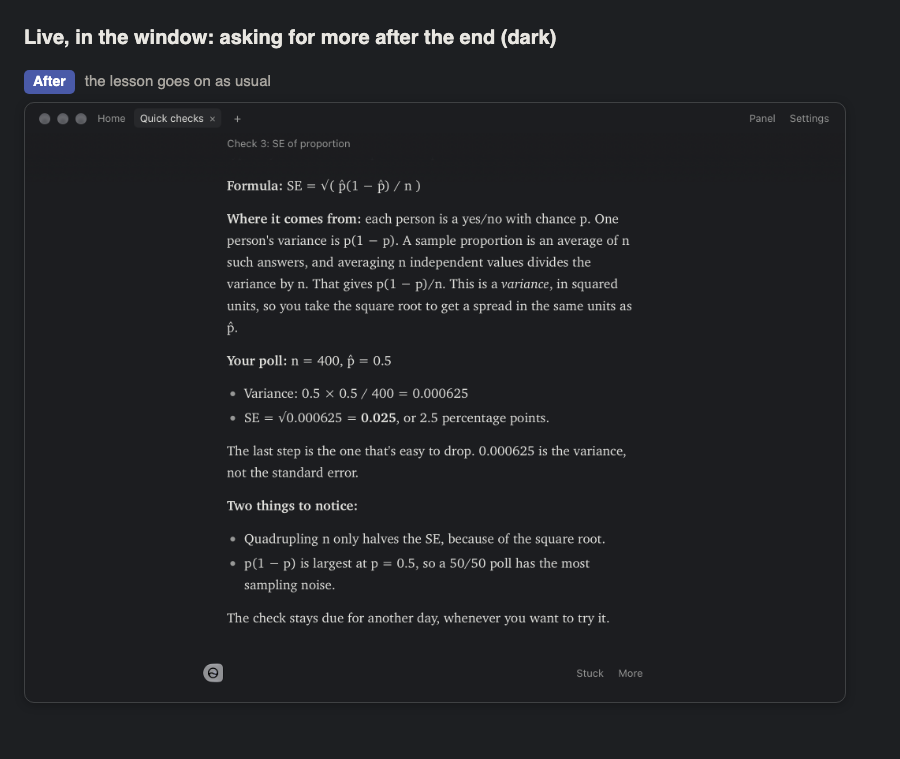 Live, in the window: asking for more after the end (dark)
After the lesson goes on as usual
Home Quick checks × + Panel Settings
Check 3: SE of proportion
Formula: SE = √( p̂(1 − p̂) / n )
Where it comes from: each person is a yes/no with chance p. One
person's variance is p(1 − p). A sample proportion is an average of n
such answers, and averaging n independent values divides the
variance by n. That gives p(1 − p)/n. This is a variance, in squared
units, so you take the square root to get a spread in the same units as
p̂.
Your poll: n = 400, p̂ = 0.5
• Variance: 0.5 × 0.5 / 400 = 0.000625
• SE = √0.000625 = 0.025, or 2.5 percentage points.
The last step is the one that's easy to drop. 0.000625 is the variance,
not the standard error.
Two things to notice:
• Quadrupling n only halves the SE, because of the square root.
• p(1 − p) is largest at p = 0.5, so a 50/50 poll has the most
sampling noise.
The check stays due for another day, whenever you want to try it.
Stuck More